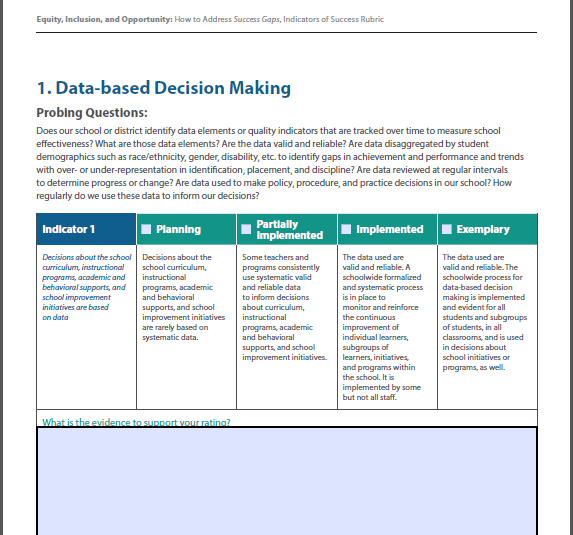 Equity, Inclusion, and Opportunity: How to Address Success Gaps, Indicators of Success Rubric
1. Data-based Decision Making
Probing Questions:
Does our school or district identify data elements or quality indicators that are tracked over time to measure school
effectiveness? What are those data elements? Are the data valid and reliable? Are data disaggregated by student
demographics such as race/ethnicity, gender, disability, etc. to identify gaps in achievement and performance and trends
with over- or under-representation in identification, placement, and discipline? Are data reviewed at regular intervals
to determine progress or change? Are data used to make policy, procedure, and practice decisions in our school? How
regularly do we use these data to inform our decisions?
Indicator 1
Planning
Partially
Implemented
Implemented
Exemplary
Decisions about the school
curriculum, instructional
programs, academic and
behavioral supports, and
school improvement
initiatives are based
on data
Decisions about the
school curriculum,
instructional
programs, academic
and behavioral
supports, and school
improvement initiatives
are rarely based on
systematic data.
Some teachers and
programs consistently
use systematic valid
and reliable data
to inform decisions
about curriculum,
instructional
programs, academic
and behavioral
supports, and school
improvement initiatives.
The data used are
valid and reliable. A
schoolwide formalized
and systematic process
is in place to
monitor and reinforce
the continuous
improvement of
individual learners,
subgroups of
learners, initiatives,
and programs within
the school. It is
implemented by some
but not all staff.
The data used are
valid and reliable. The
schoolwide process for
data-based decision
making is implemented
and evident for all
students and subgroups
of students, in all
classrooms, and is used
in decisions about
school initiatives or
programs, as well.
What is the evidence to support your rating?